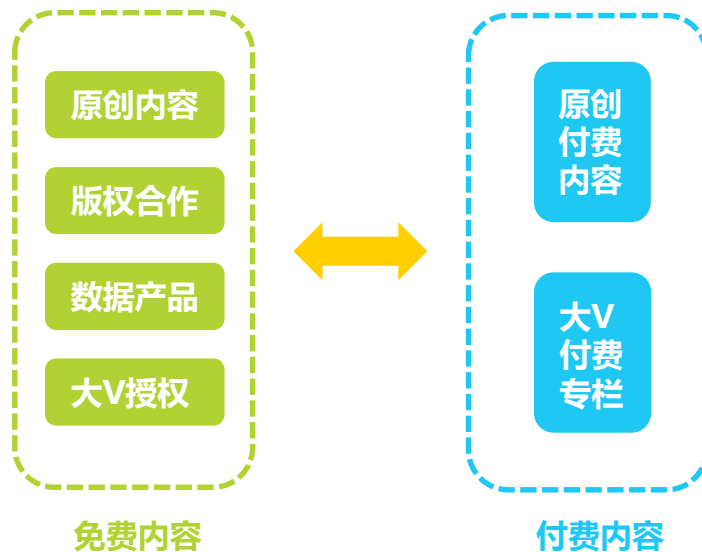 原创内容
版权合作
数据产品
大V授权
免费内容
原创
付费
内容
大V
付费
专栏
付费内容